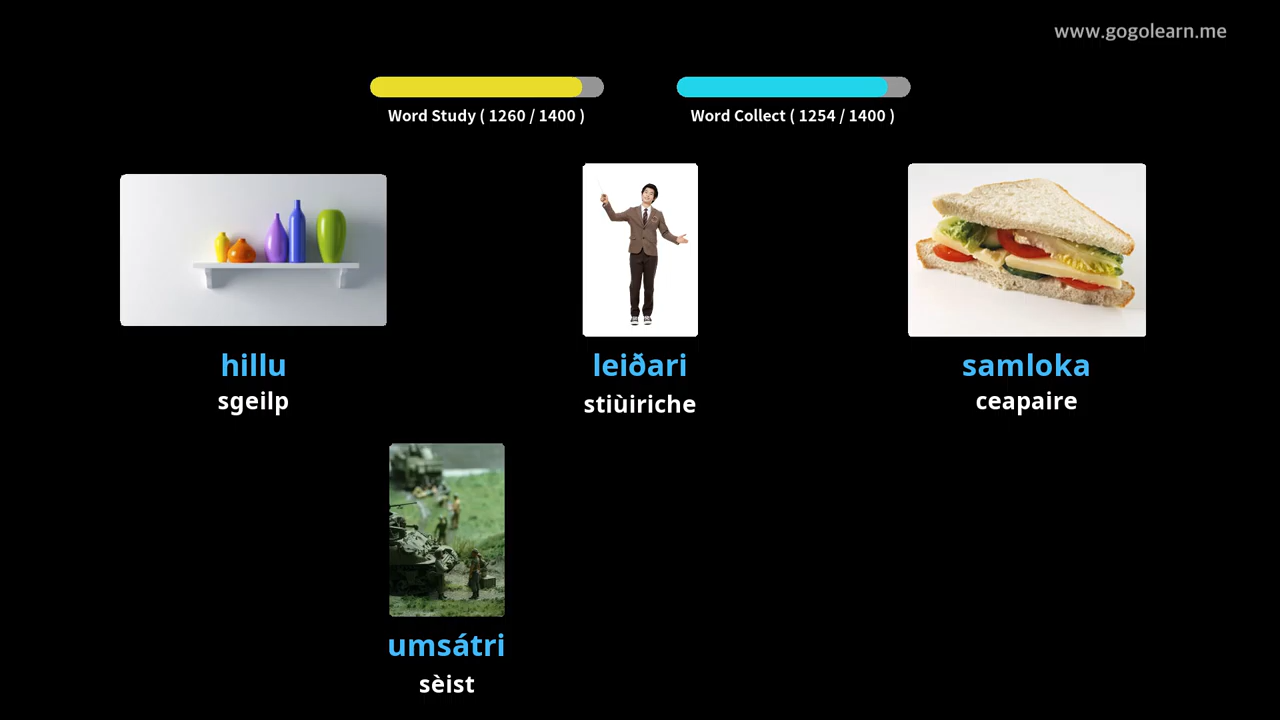 www.gogolearn.me
Word Study ( 1260 / 1400 )
Word Collect ( 1254 / 1400 )
hillu
sgeilp
leiðari
stiùiriche
samloka
ceapaire
umsátri
sèist